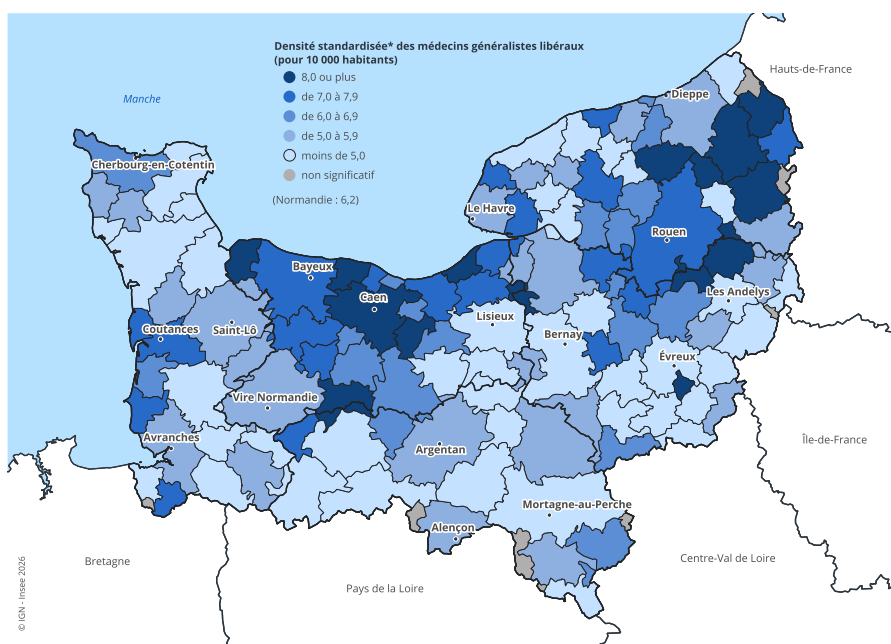 Densité standardisée* des médecins généralistes libéraux
(pour 10 000 habitants)
8,0 ou plus
de 7,0 à 7,9
de 6,0 à 6,9
de 5,0 à 5,9
moins de 5,0
non significatif
(Normandie : 6,2)
Hauts-de-France
Manche
Dieppe
Cherbourg-en-Cotentin
Le Havre
Rouen
Bayeux
Caen
Les Andelys
Lisieux
Coutances
Saint-Lô
Bernay
Évreux
Vire Normandie
Avranches
Argentan
Île-de-France
Mortagne-au-Perche
Alençon
Bretagne
Pays de la Loire
Centre-Val de Loire
© IGN - Insee 2026